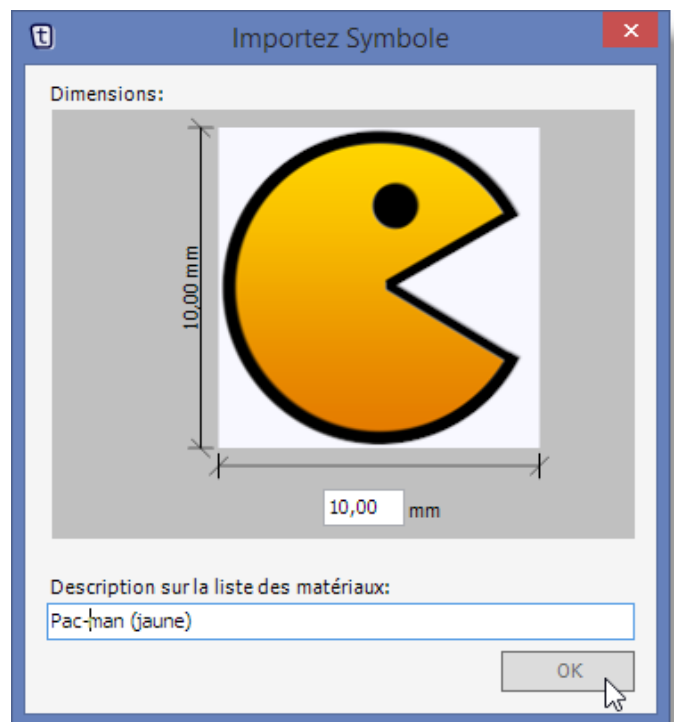 Importez Symbole
Dimensions:
10,00 mm
10,00 mm
Description sur la liste des matériaux:
Pac-man (jaune)
OK